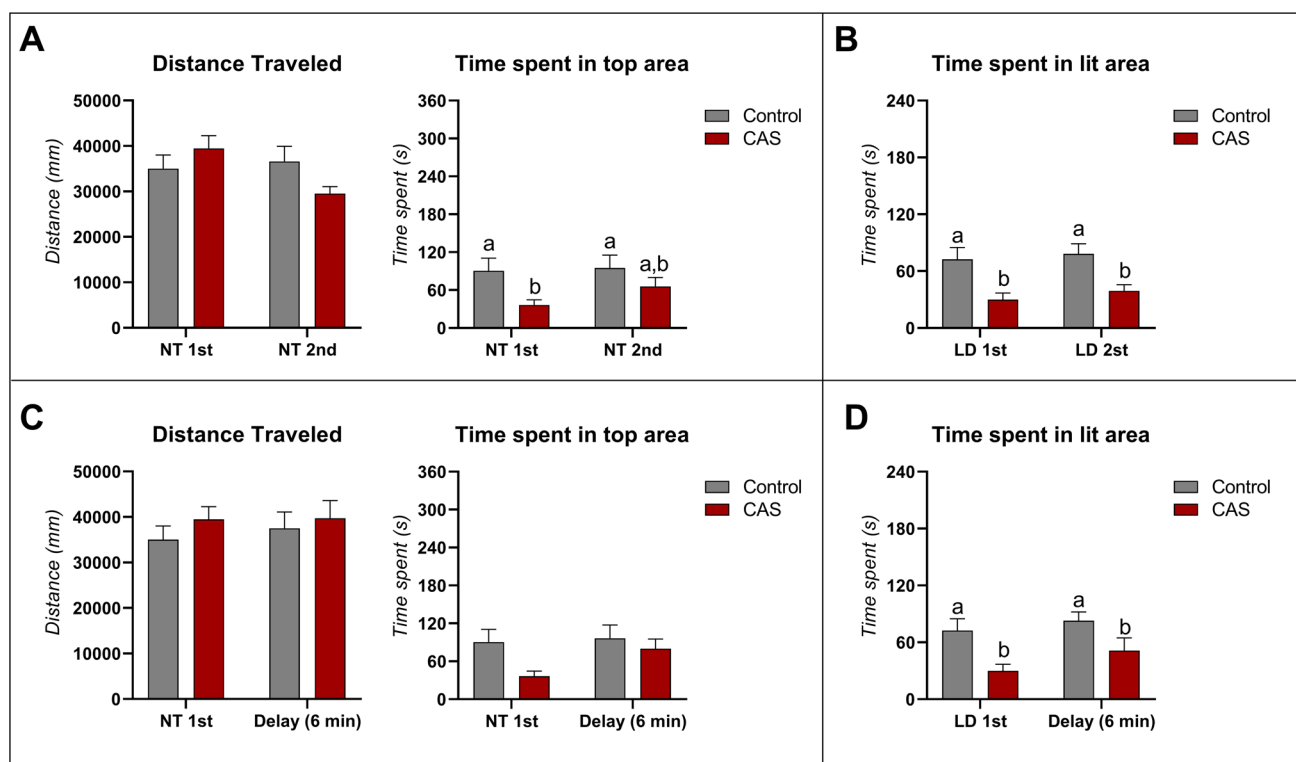 A
Distance Traveled
Distance (mm)
50000
40000
30000
20000
10000
0
NT 1st
NT 2nd
Time spent in top area
Time spent (s)
360
300
240
180
120
60
0
a
b
a
a,b
NT 1st
NT 2nd
Control
CAS
B
Time spent in lit area
Time spent (s)
240
180
120
60
0
a
b
a
b
LD 1st
LD 2st
Control
CAS
C
Distance Traveled
Distance (mm)
50000
40000
30000
20000
10000
0
NT 1st
Delay (6 min)
Time spent in top area
Time spent (s)
360
300
240
180
120
60
0
NT 1st
Delay (6 min)
Control
CAS
D
Time spent in lit area
Time spent (s)
240
180
120
60
0
a
b
a
b
LD 1st
Delay (6 min)
Control
CAS